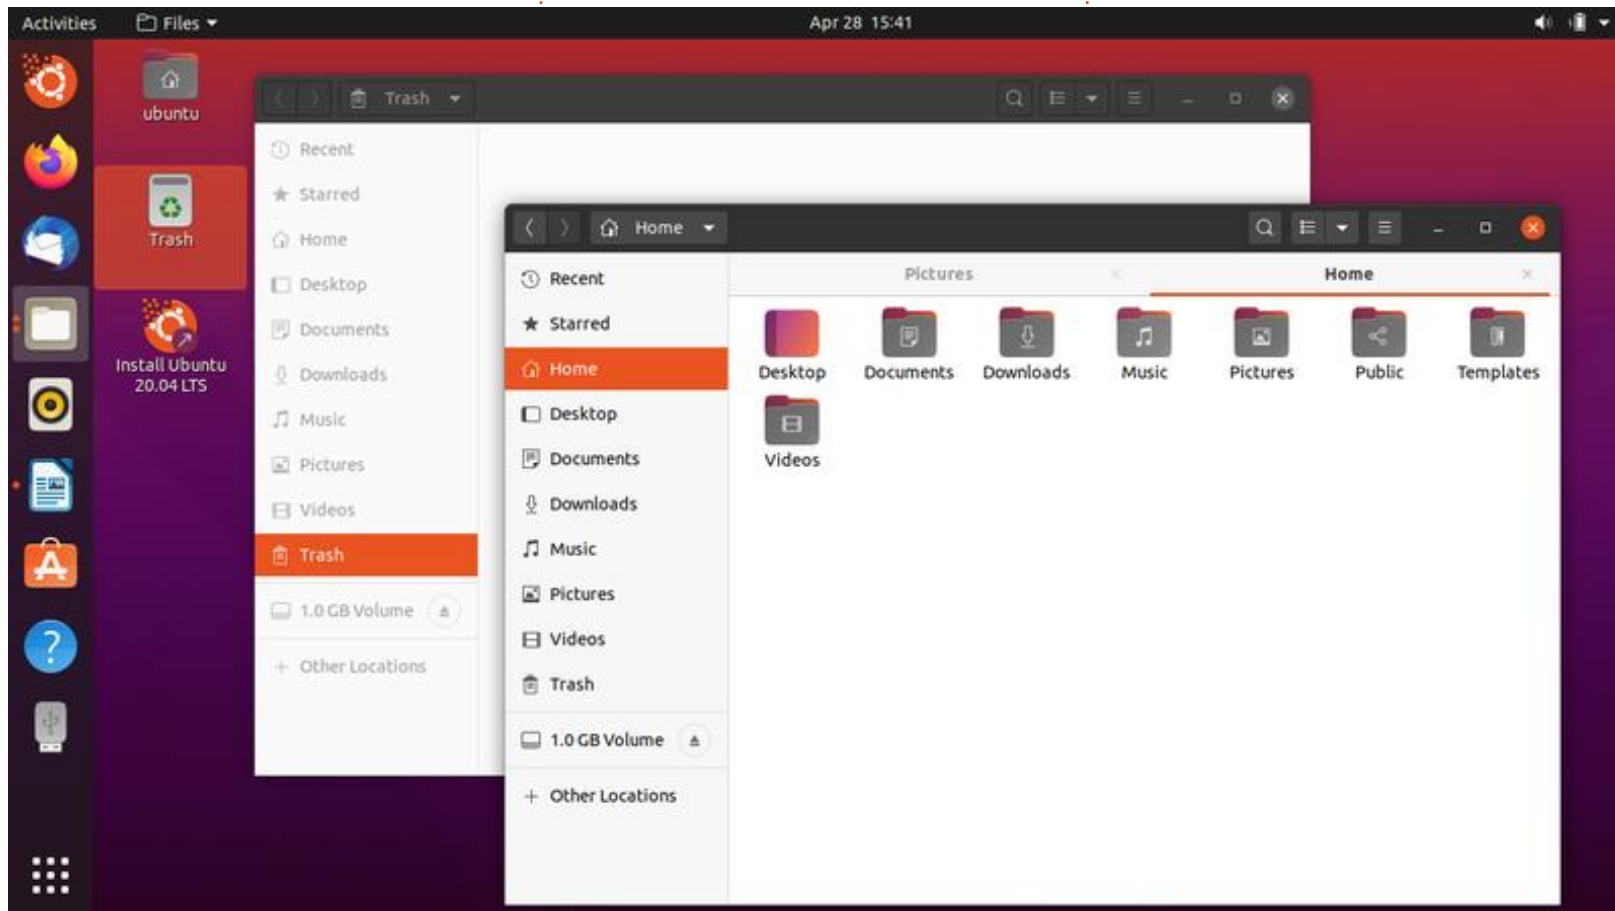 Activities
Files
Apr 28 15:41
ubuntu
Trash
Install Ubuntu
20.04 LTS
Trash
Recent
Starred
Home
Desktop
Documents
Downloads
Music
Pictures
Videos
Trash
1.0 GB Volume
Other Locations
Home
Recent
Starred
Home
Desktop
Documents
Downloads
Music
Pictures
Videos
Trash
1.0 GB Volume
Other Locations
Pictures
Home
Desktop
Documents
Downloads
Music
Pictures
Public
Templates
Videos